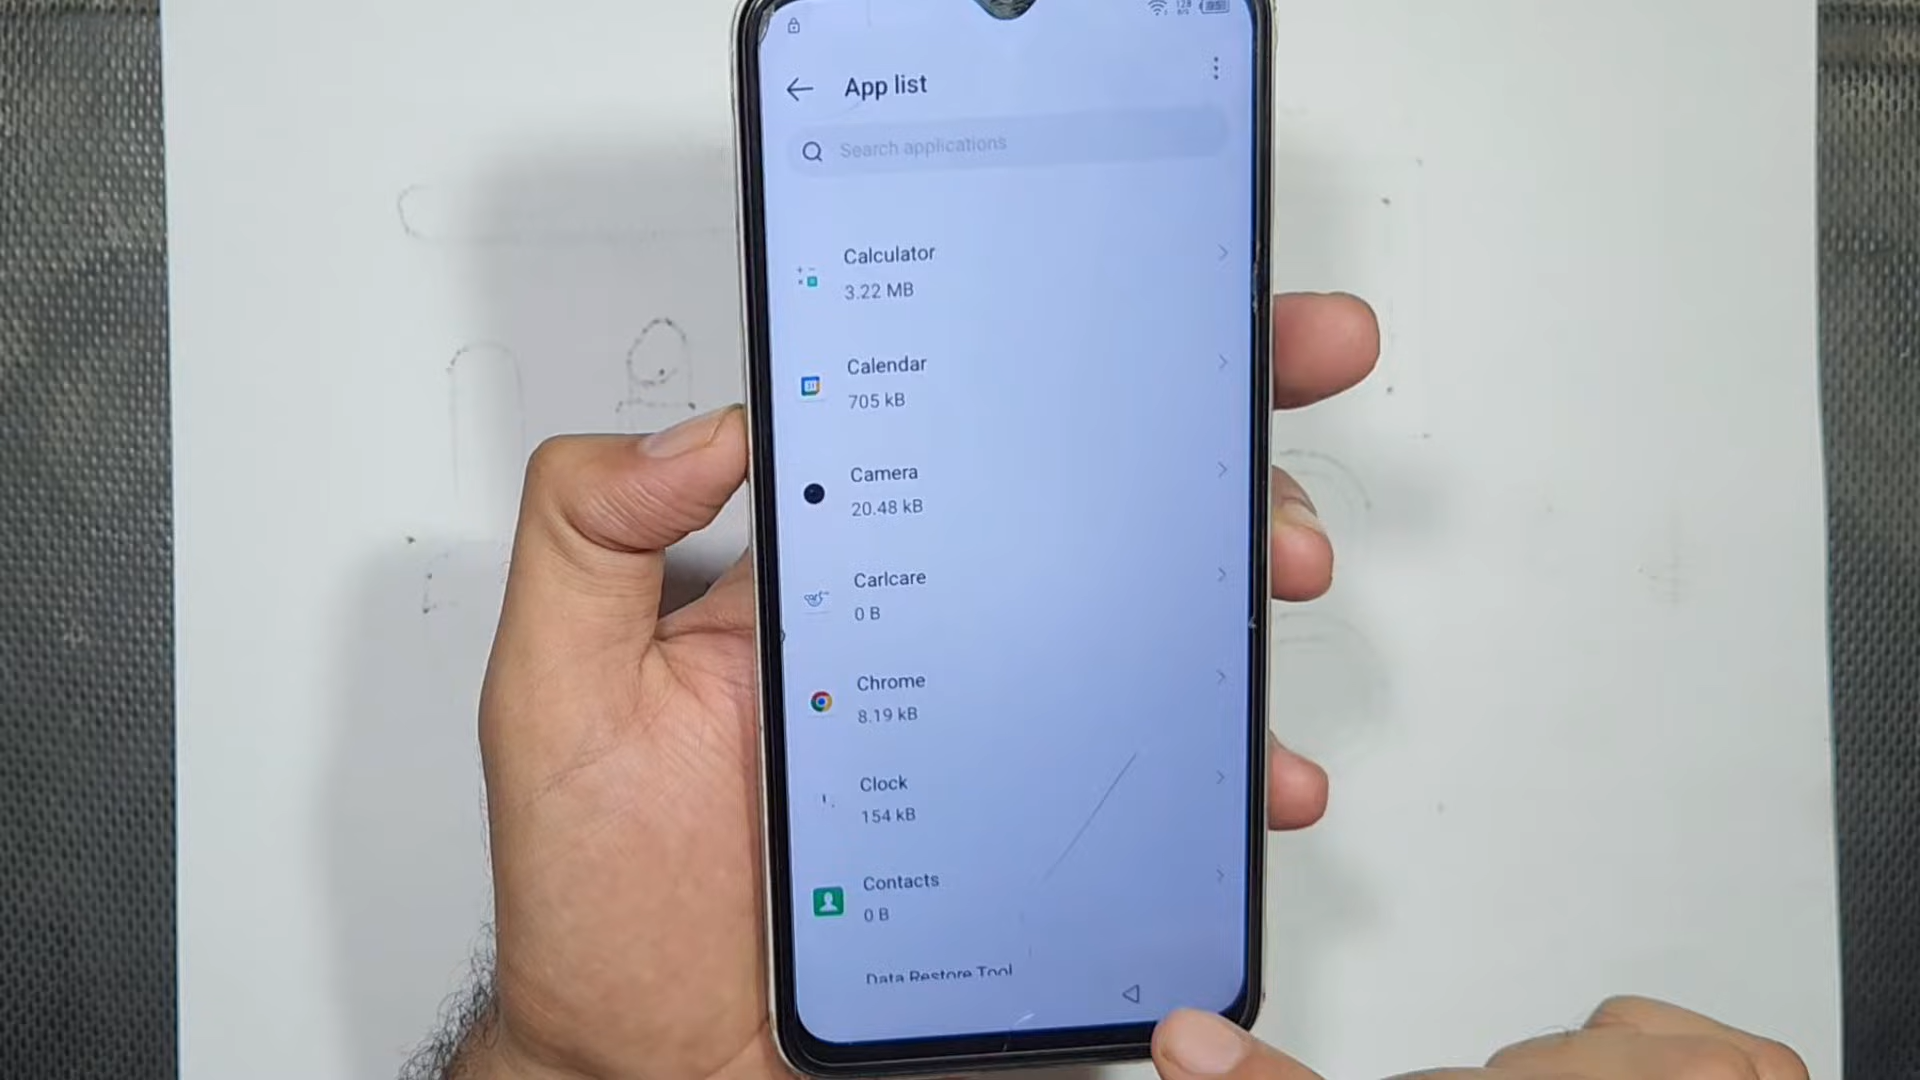 App list
Search applications
Calculator
3.22 MB
Calendar
705 kB
Camera
20.48 kB
Carlcare
0 B
Chrome
8.19 kB
Clock
154 kB
Contacts
0 B
Data Restore Tool